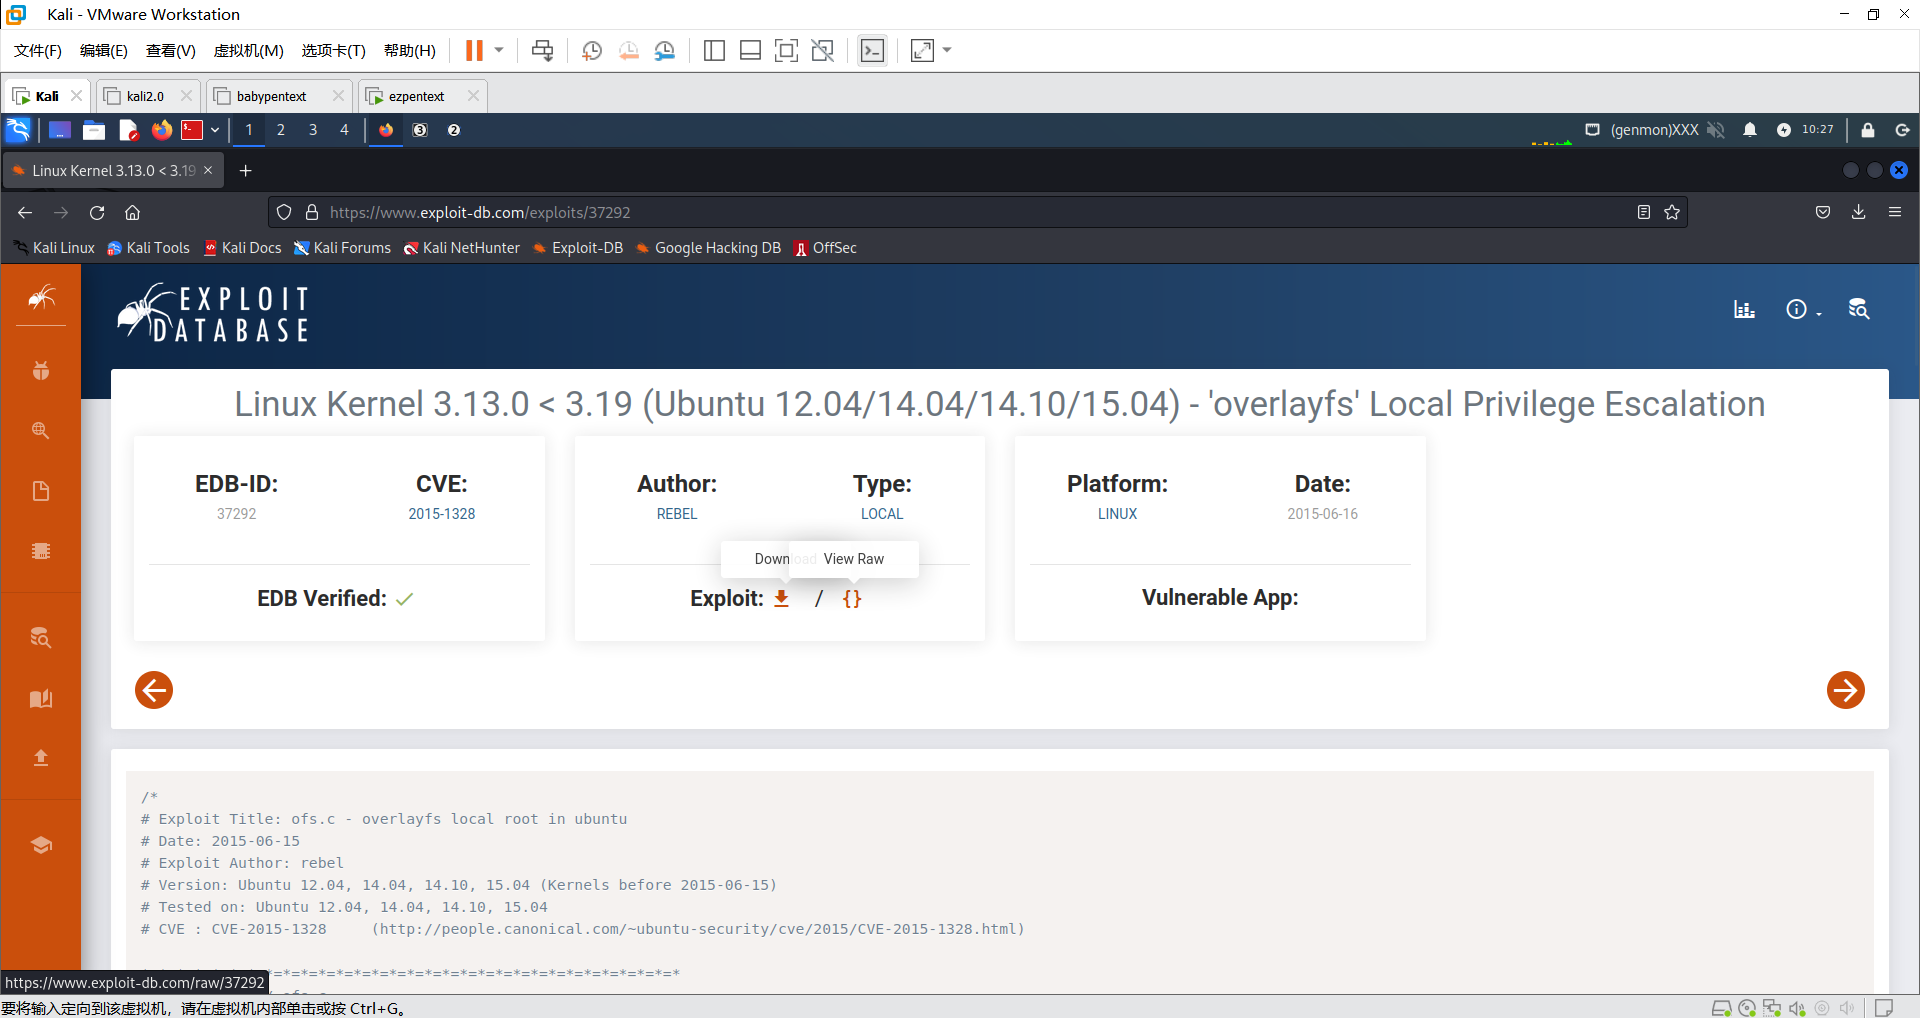 Kali - VMware Workstation
文件(F) 编辑(E) 查看(V) 虚拟机(M) 选项卡(T) 帮助(H)
Kali kali2.0 babypentext ezpentext
1 2 3 4 3 2 (genmon)XXX 10:27
Linux Kernel 3.13.0 < 3.19
https://www.exploit-db.com/exploits/37292
Kali Linux Kali Tools Kali Docs Kali Forums Kali NetHunter Exploit-DB Google Hacking DB OffSec
EXPLOIT
DATABASE
Linux Kernel 3.13.0 < 3.19 (Ubuntu 12.04/14.04/14.10/15.04) - 'overlayfs' Local Privilege Escalation
EDB-ID: CVE: Author: Type: Platform: Date:
37292 2015-1328 REBEL LOCAL LINUX 2015-06-16
Download View Raw
EDB Verified: Exploit: / {} Vulnerable App:
/*
# Exploit Title: ofs.c - overlayfs local root in ubuntu
# Date: 2015-06-15
# Exploit Author: rebel
# Version: Ubuntu 12.04, 14.04, 14.10, 15.04 (Kernels before 2015-06-15)
# Tested on: Ubuntu 12.04, 14.04, 14.10, 15.04
# CVE : CVE-2015-1328     (http://people.canonical.com/~ubuntu-security/cve/2015/CVE-2015-1328.html)
*=*=*=*=*=*=*=*=*=*=*=*=*=*=*=*=*=*=*=*=*=*=*=*
https://www.exploit-db.com/raw/37292
要将输入定向到该虚拟机，请在虚拟机内部单击或按 Ctrl+G。